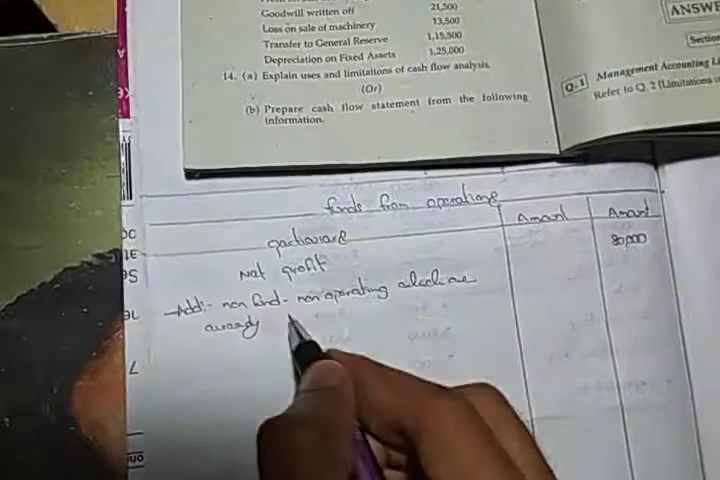 Goodwill written off 21,500
Loss on sale of machinery 13,500
Transfer to General Reserve 1,15,500
Depreciation on Fixed Assets 1,25,000
14. (a) Explain uses and limitations of cash flow analysis.
(Or)
(b) Prepare cash flow statement from the following
information.
ANSWE
Section
Q.1 Management Accounting Li
Refer to Q. 2 (Limitations o
funds from operations
Amount Amount
Net profit 80,000
Add:- non fund - non operating
already